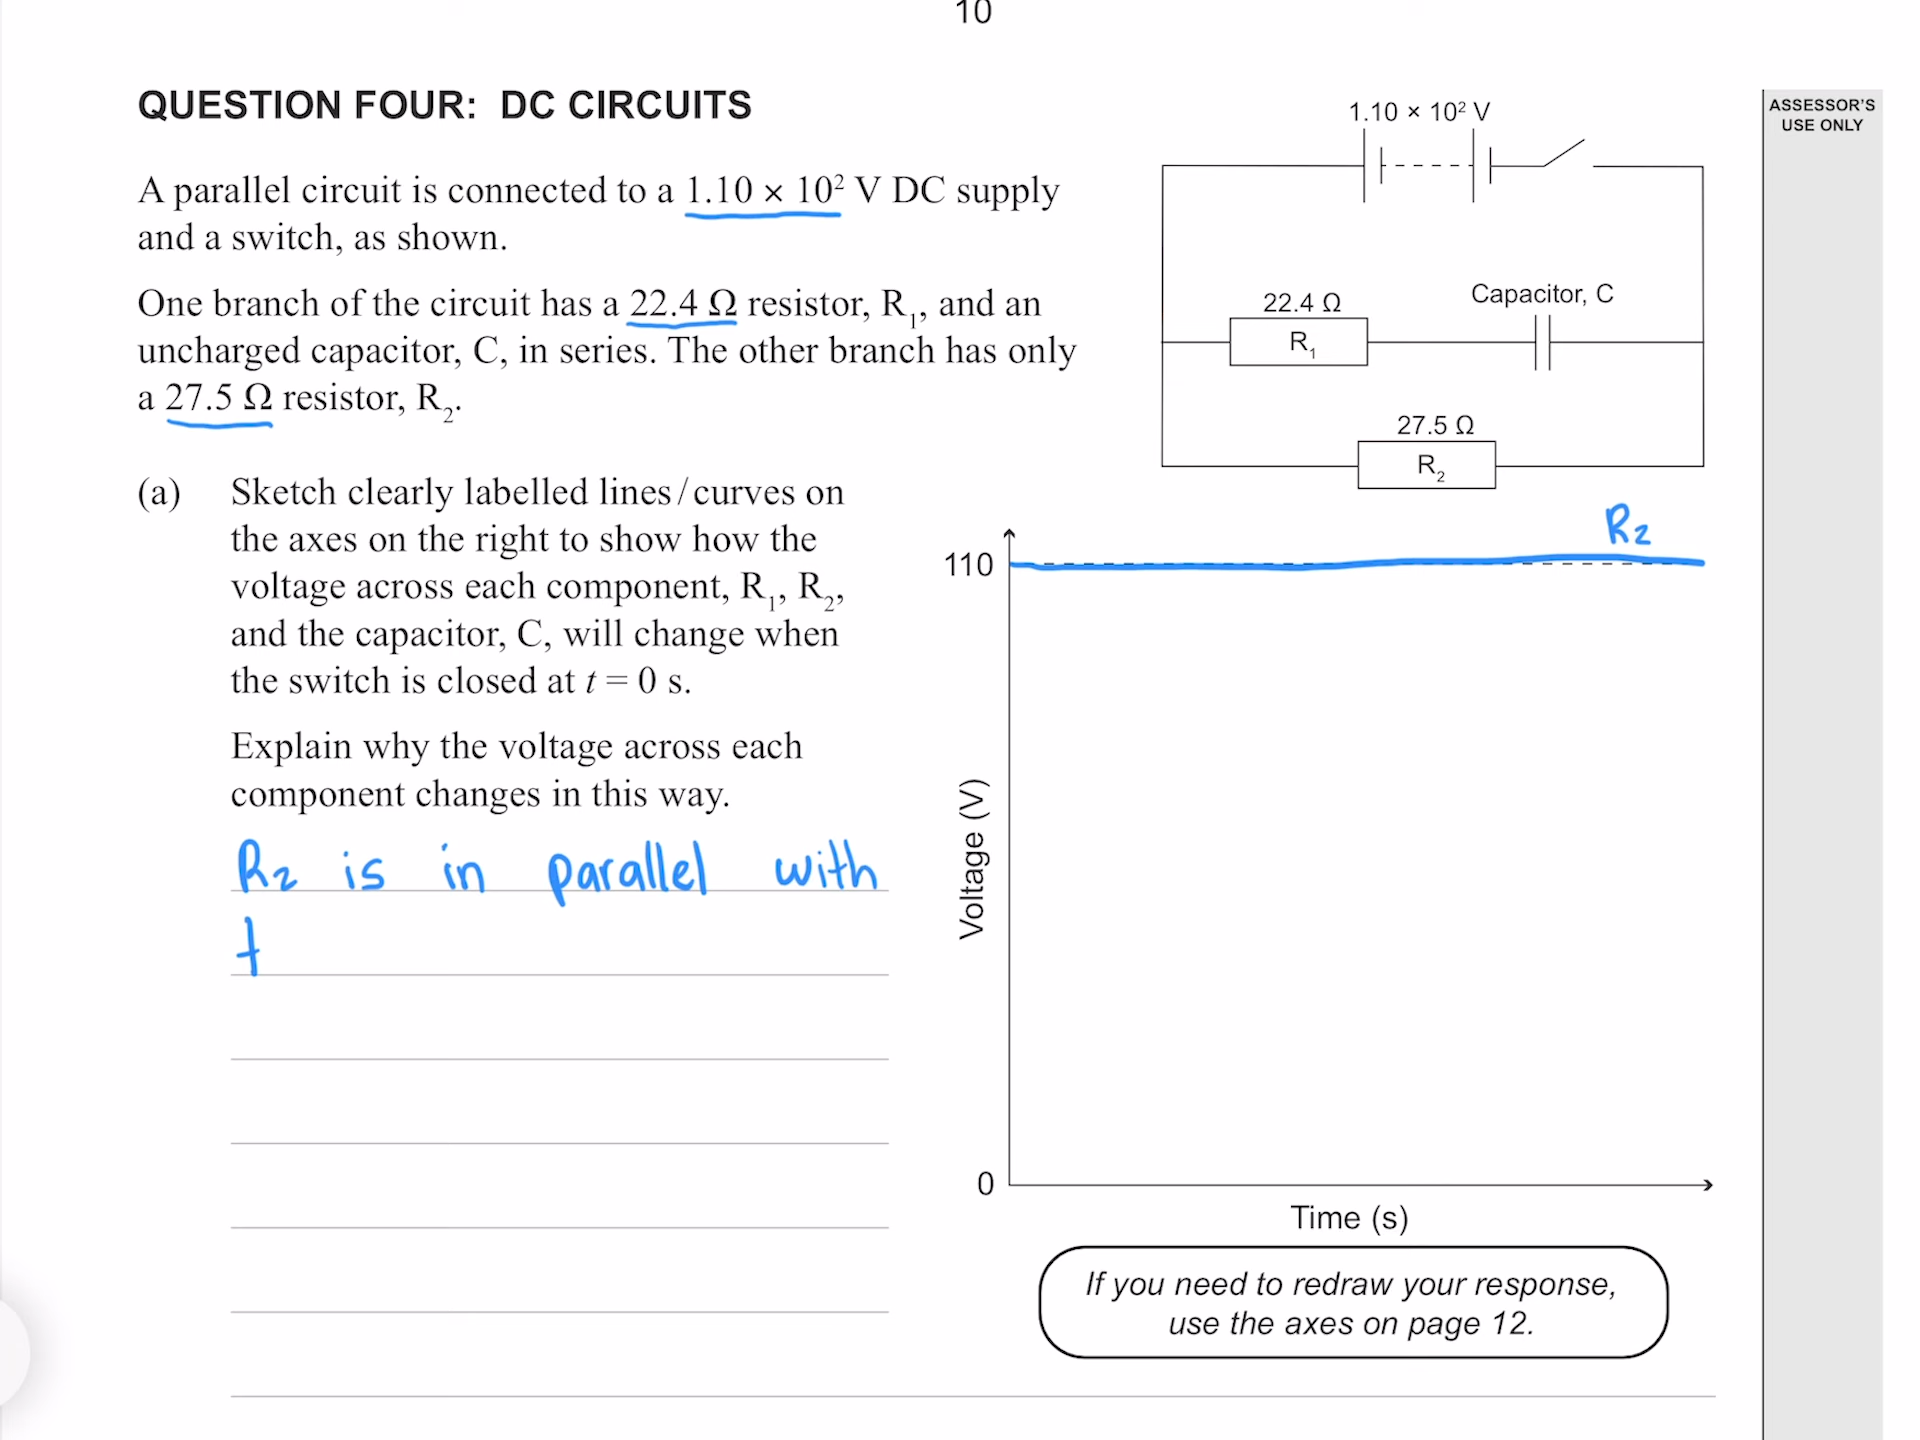 10
QUESTION FOUR: DC CIRCUITS
A parallel circuit is connected to a 1.10 × 10² V DC supply
and a switch, as shown.
One branch of the circuit has a 22.4 Ω resistor, R₁, and an
uncharged capacitor, C, in series. The other branch has only
a 27.5 Ω resistor, R₂.
1.10 × 10² V
22.4 Ω
R₁
Capacitor, C
27.5 Ω
R₂
ASSESSOR'S
USE ONLY
(a) Sketch clearly labelled lines / curves on
the axes on the right to show how the
voltage across each component, R₁, R₂,
and the capacitor, C, will change when
the switch is closed at t = 0 s.
Explain why the voltage across each
component changes in this way.
R₂ is in parallel with
t
R₂
110
Voltage (V)
0
Time (s)
If you need to redraw your response,
use the axes on page 12.